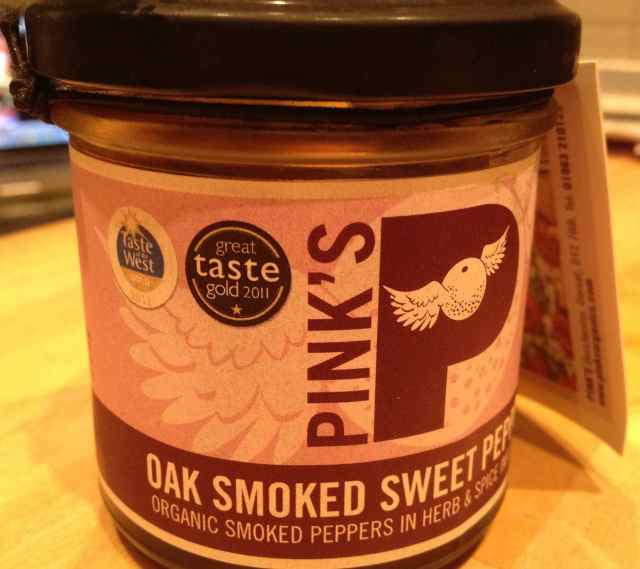 Taste
of the
West
great
taste
gold 2011
PINK'S
P
OAK SMOKED SWEET PEP
ORGANIC SMOKED PEPPERS IN HERB & SPICE